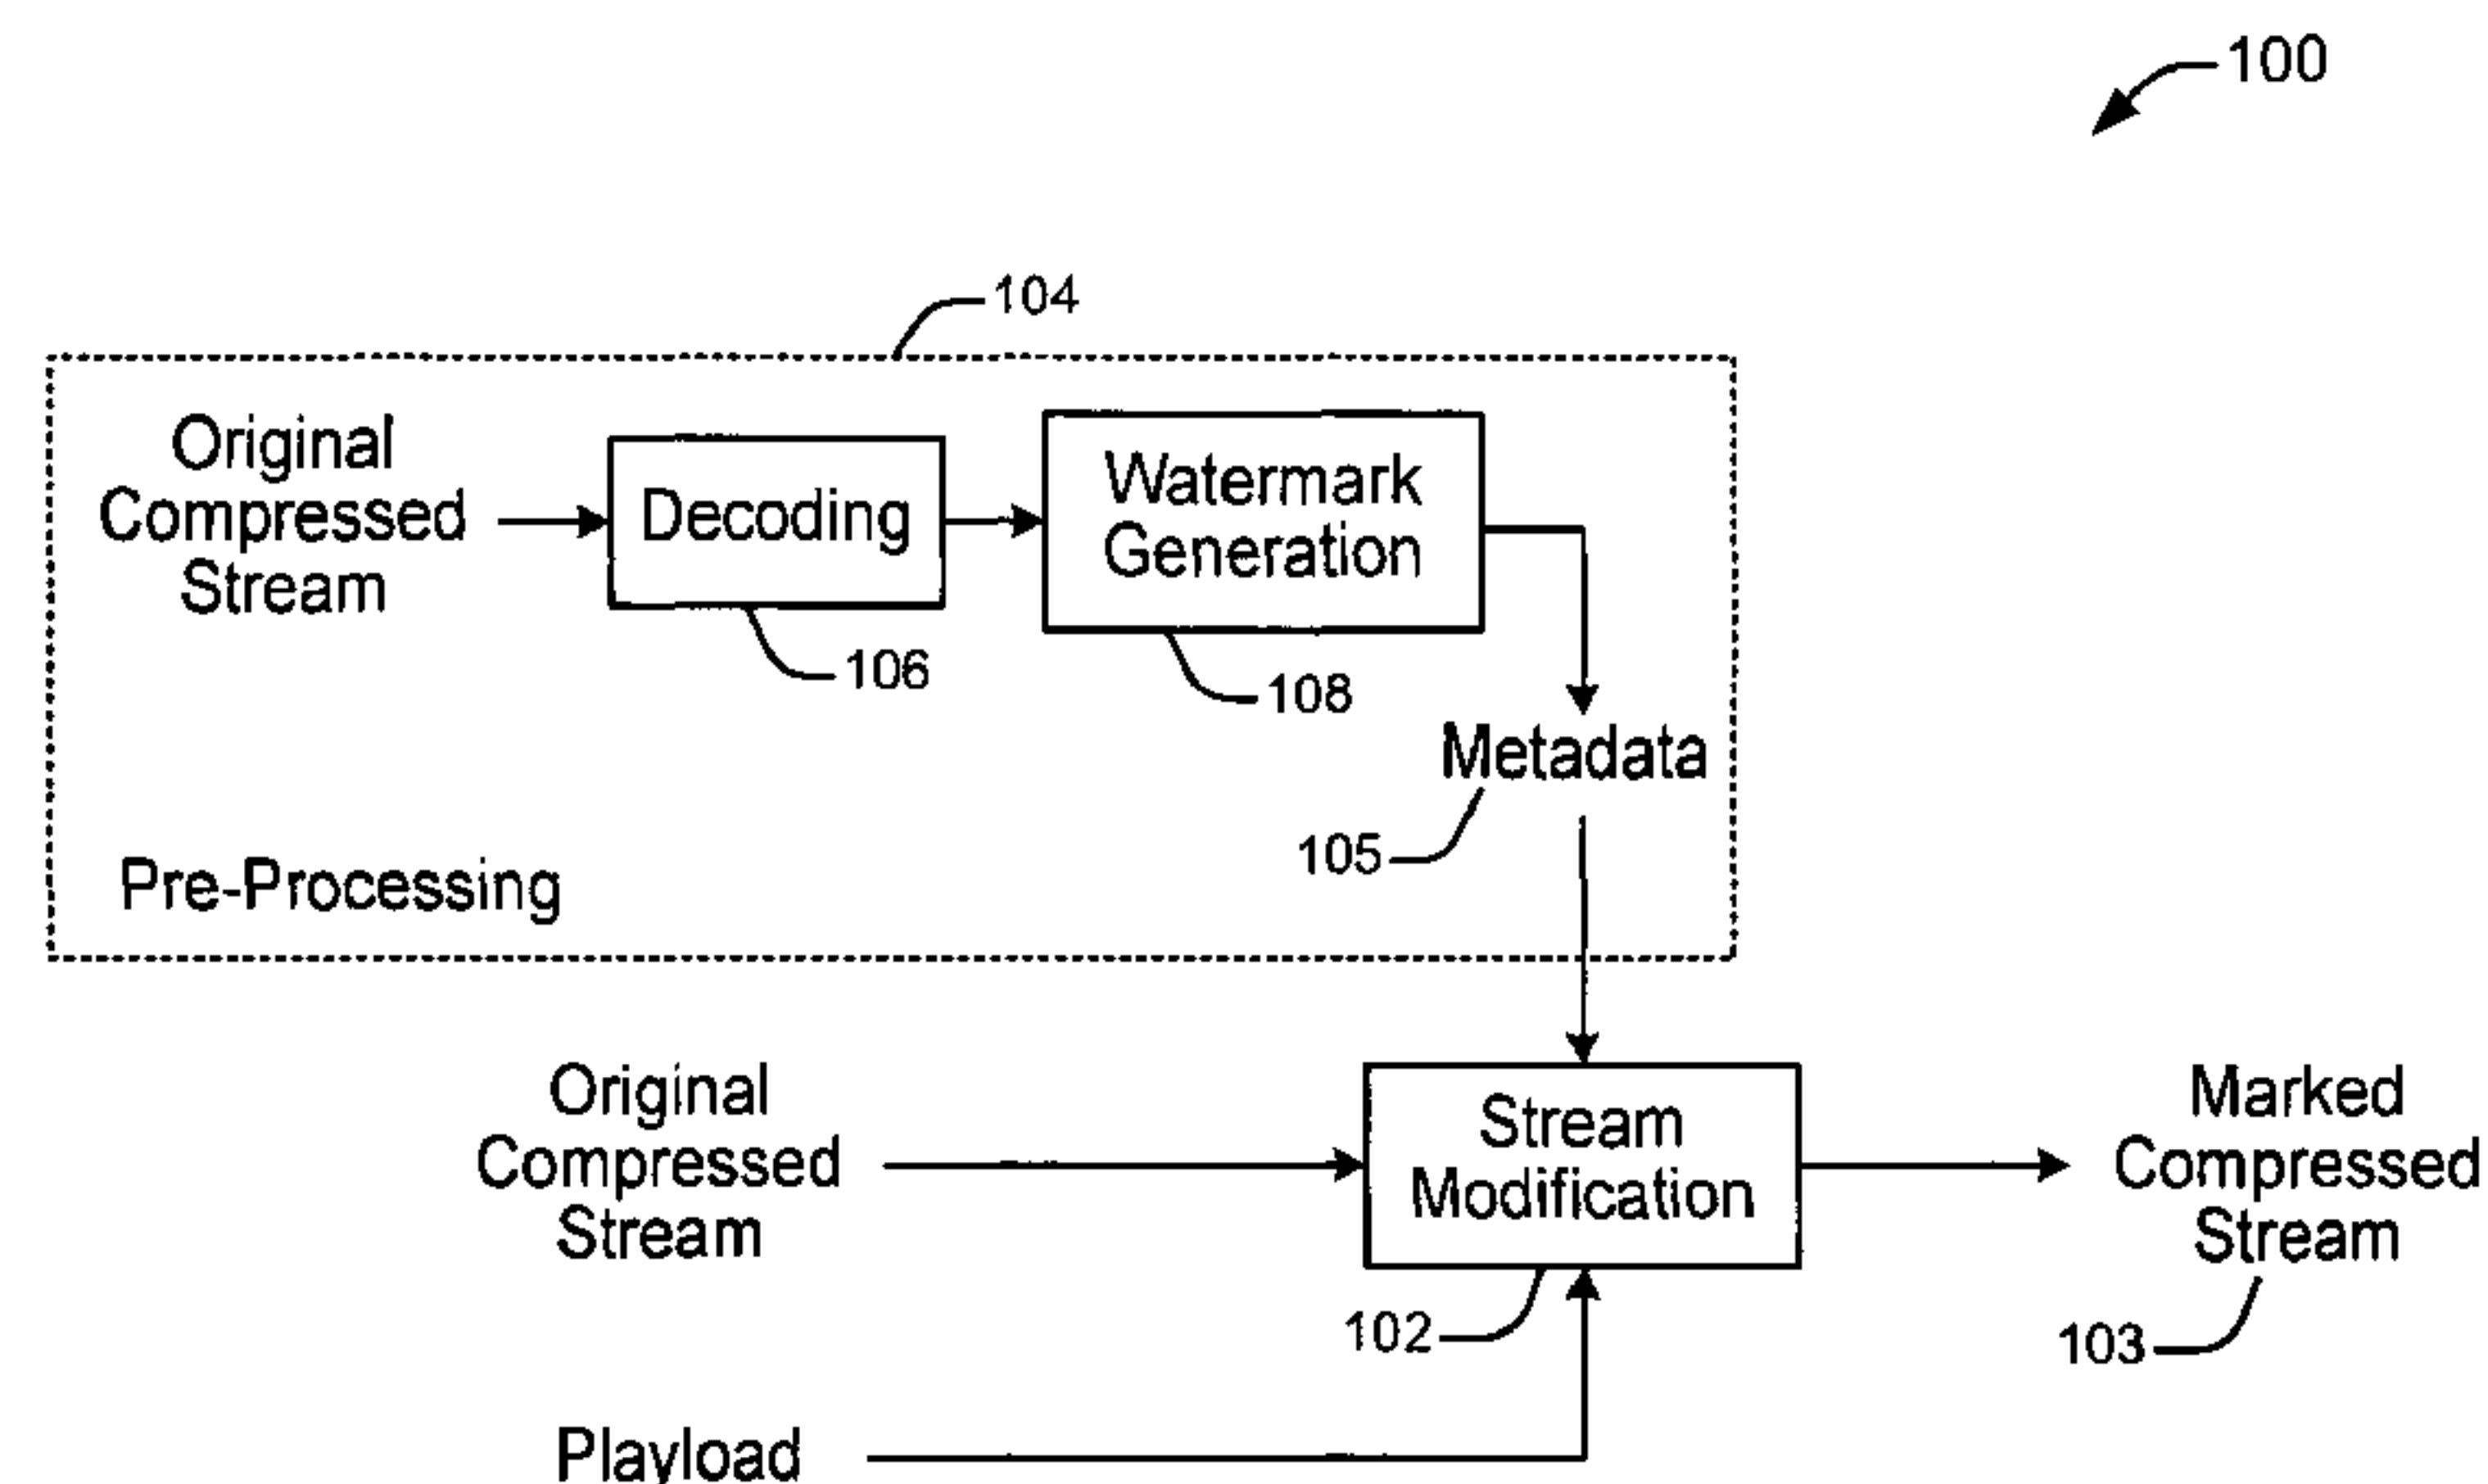 100
104
Original
Compressed
Stream
Decoding
Watermark
Generation
106
108
Metadata
105
Pre-Processing
Original
Compressed
Stream
Stream
Modification
Marked
Compressed
Stream
102
103
Playload